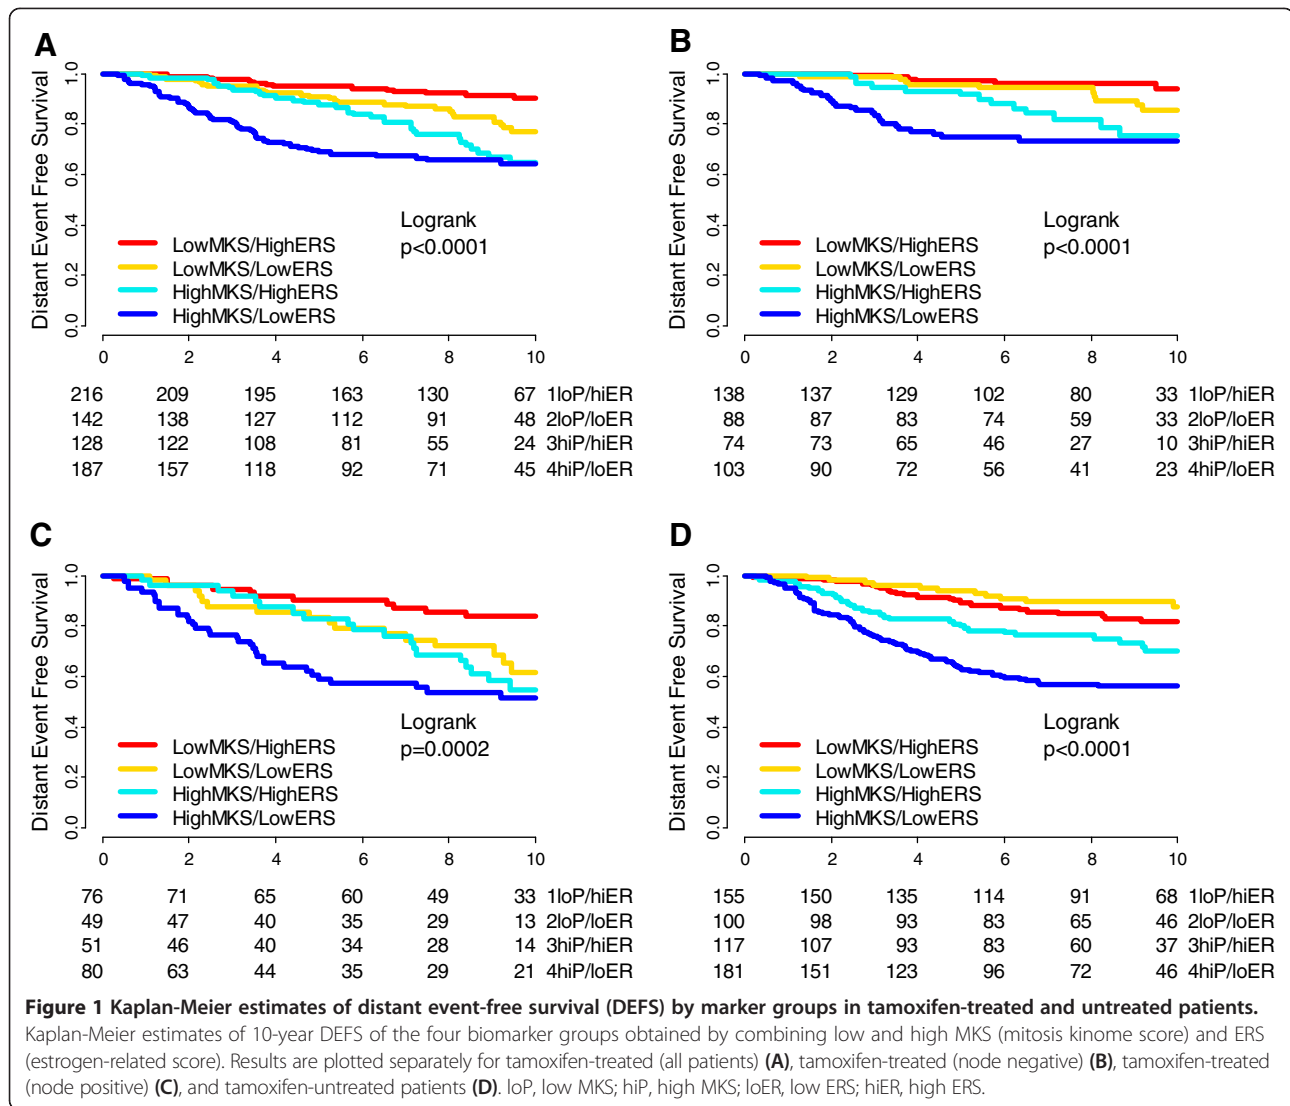 A
Distant Event Free Survival
1.0
0.8
0.6
0.4
0.2
0.0
LowMKS/HighERS
LowMKS/LowERS
HighMKS/HighERS
HighMKS/LowERS
Logrank
p<0.0001
0 2 4 6 8 10
216 209 195 163 130 67 1loP/hiER
142 138 127 112 91 48 2loP/loER
128 122 108 81 55 24 3hiP/hiER
187 157 118 92 71 45 4hiP/loER
B
Distant Event Free Survival
1.0
0.8
0.6
0.4
0.2
0.0
LowMKS/HighERS
LowMKS/LowERS
HighMKS/HighERS
HighMKS/LowERS
Logrank
p<0.0001
0 2 4 6 8 10
138 137 129 102 80 33 1loP/hiER
88 87 83 74 59 33 2loP/loER
74 73 65 46 27 10 3hiP/hiER
103 90 72 56 41 23 4hiP/loER
C
Distant Event Free Survival
1.0
0.8
0.6
0.4
0.2
0.0
LowMKS/HighERS
LowMKS/LowERS
HighMKS/HighERS
HighMKS/LowERS
Logrank
p=0.0002
0 2 4 6 8 10
76 71 65 60 49 33 1loP/hiER
49 47 40 35 29 13 2loP/loER
51 46 40 34 28 14 3hiP/hiER
80 63 44 35 29 21 4hiP/loER
D
Distant Event Free Survival
1.0
0.8
0.6
0.4
0.2
0.0
LowMKS/HighERS
LowMKS/LowERS
HighMKS/HighERS
HighMKS/LowERS
Logrank
p<0.0001
0 2 4 6 8 10
155 150 135 114 91 68 1loP/hiER
100 98 93 83 65 46 2loP/loER
117 107 93 83 60 37 3hiP/hiER
181 151 123 96 72 46 4hiP/loER
Figure 1 Kaplan-Meier estimates of distant event-free survival (DEFS) by marker groups in tamoxifen-treated and untreated patients.
Kaplan-Meier estimates of 10-year DEFS of the four biomarker groups obtained by combining low and high MKS (mitosis kinome score) and ERS
(estrogen-related score). Results are plotted separately for tamoxifen-treated (all patients) (A), tamoxifen-treated (node negative) (B), tamoxifen-treated
(node positive) (C), and tamoxifen-untreated patients (D). loP, low MKS; hiP, high MKS; loER, low ERS; hiER, high ERS.